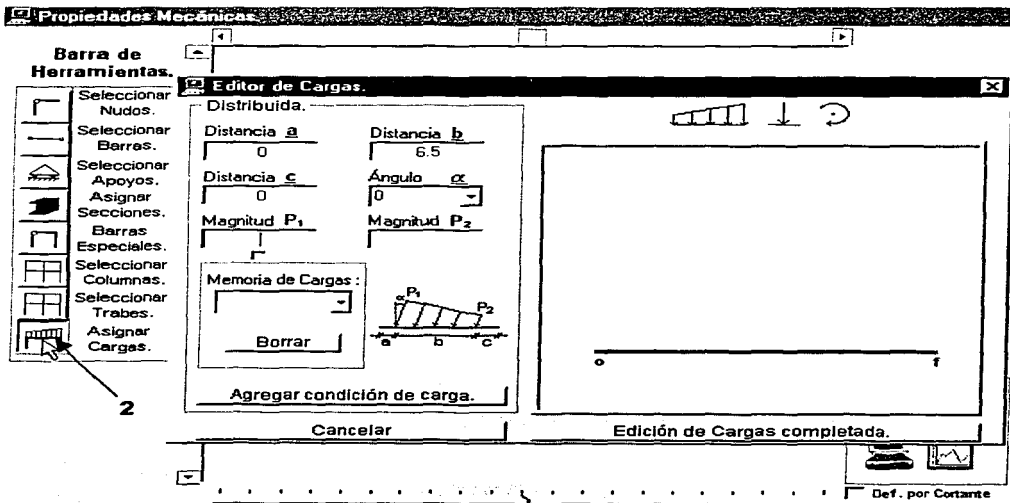 Propiedades Mecánicas.
Barra de
Herramientas.
Seleccionar
Nudos.
Seleccionar
Barras.
Seleccionar
Apoyos.
Asignar
Secciones.
Barras
Especiales.
Seleccionar
Columnas.
Seleccionar
Trabes.
Asignar
Cargas.
2
Editor de Cargas.
Distribuida.
Distancia a
0
Distancia b
6.5
Distancia c
0
Ángulo α
0
Magnitud P1
Magnitud P2
Memoria de Cargas :
Borrar
α P1 P2
a b c
Agregar condición de carga.
Cancelar
o f
Edición de Cargas completada.
Def. por Cortante